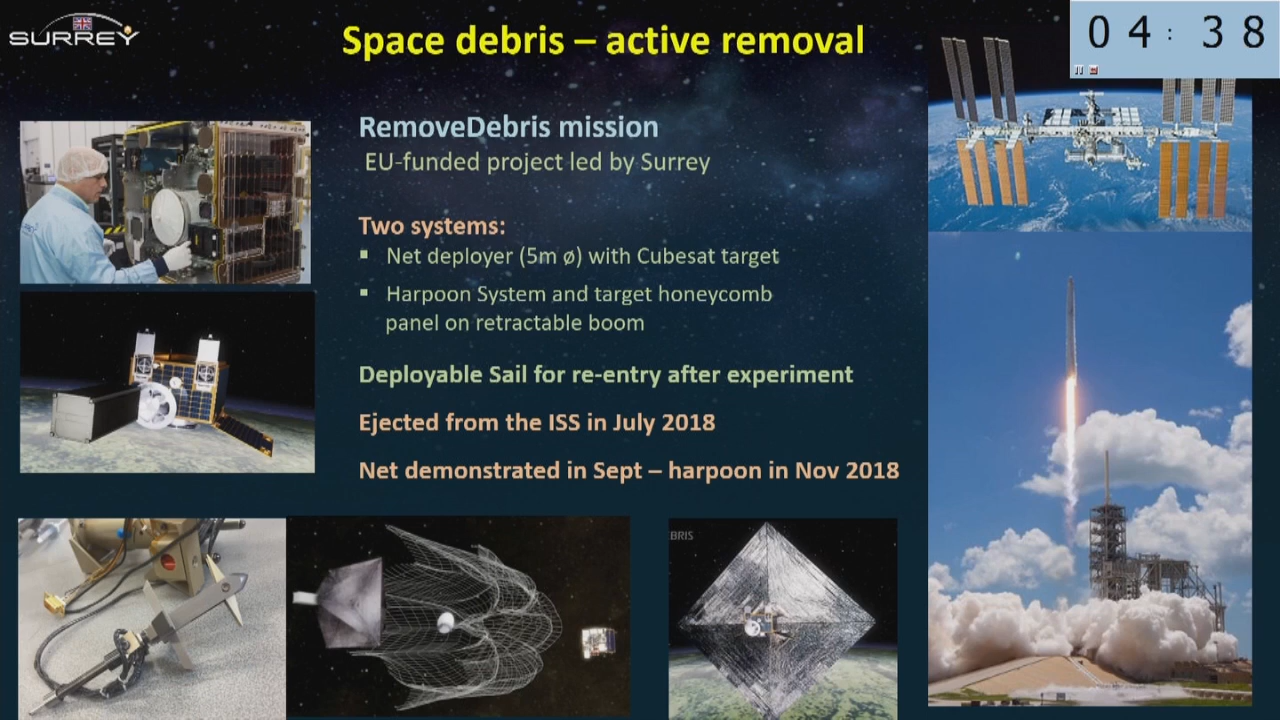 SURREY
Space debris – active removal
04:38
RemoveDebris mission
EU-funded project led by Surrey
Two systems:
▪ Net deployer (5m ø) with Cubesat target
▪ Harpoon System and target honeycomb
panel on retractable boom
Deployable Sail for re-entry after experiment
Ejected from the ISS in July 2018
Net demonstrated in Sept – harpoon in Nov 2018
BRIS